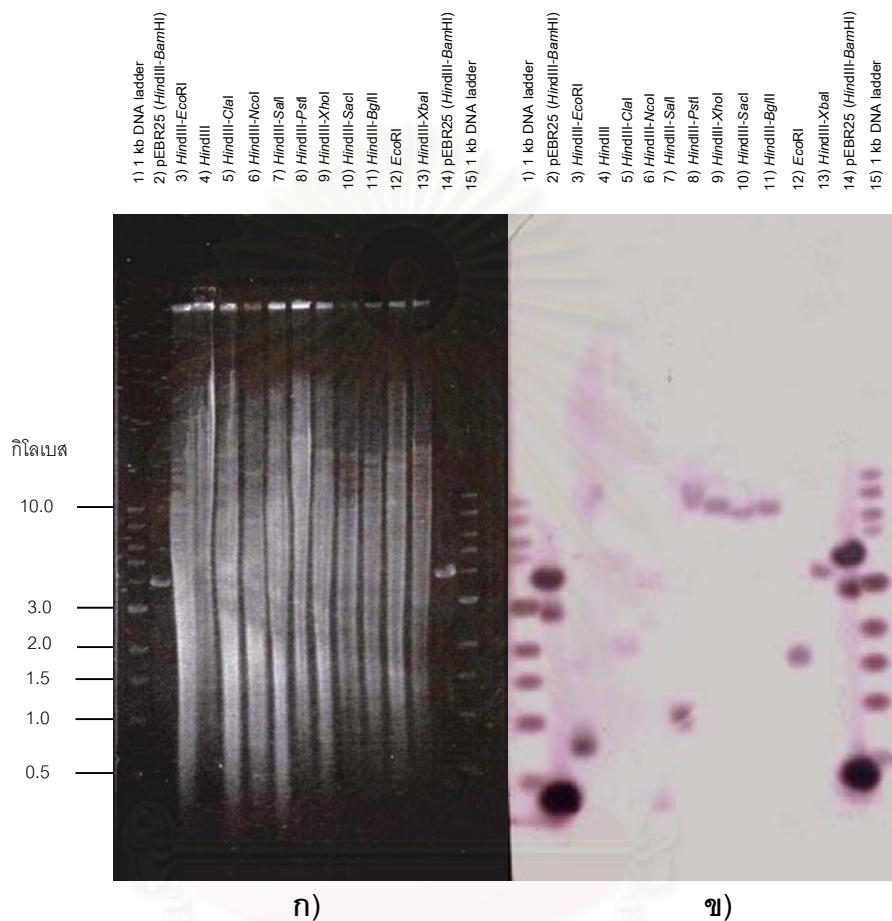 1) 1 kb DNA ladder
2) pEBR25 (HindIII-BamHI)
3) HindIII-EcoRI
4) HindIII
5) HindIII-ClaI
6) HindIII-NcoI
7) HindIII-SalI
8) HindIII-PstI
9) HindIII-XhoI
10) HindIII-SacI
11) HindIII-BglII
12) EcoRI
13) HindIII-XbaI
14) pEBR25 (HindIII-BamHI)
15) 1 kb DNA ladder
1) 1 kb DNA ladder
2) pEBR25 (HindIII-BamHI)
3) HindIII-EcoRI
4) HindIII
5) HindIII-ClaI
6) HindIII-NcoI
7) HindIII-SalI
8) HindIII-PstI
9) HindIII-XhoI
10) HindIII-SacI
11) HindIII-BglII
12) EcoRI
13) HindIII-XbaI
14) pEBR25 (HindIII-BamHI)
15) 1 kb DNA ladder
กิโลเบส
10.0
3.0
2.0
1.5
1.0
0.5
ก)
ข)